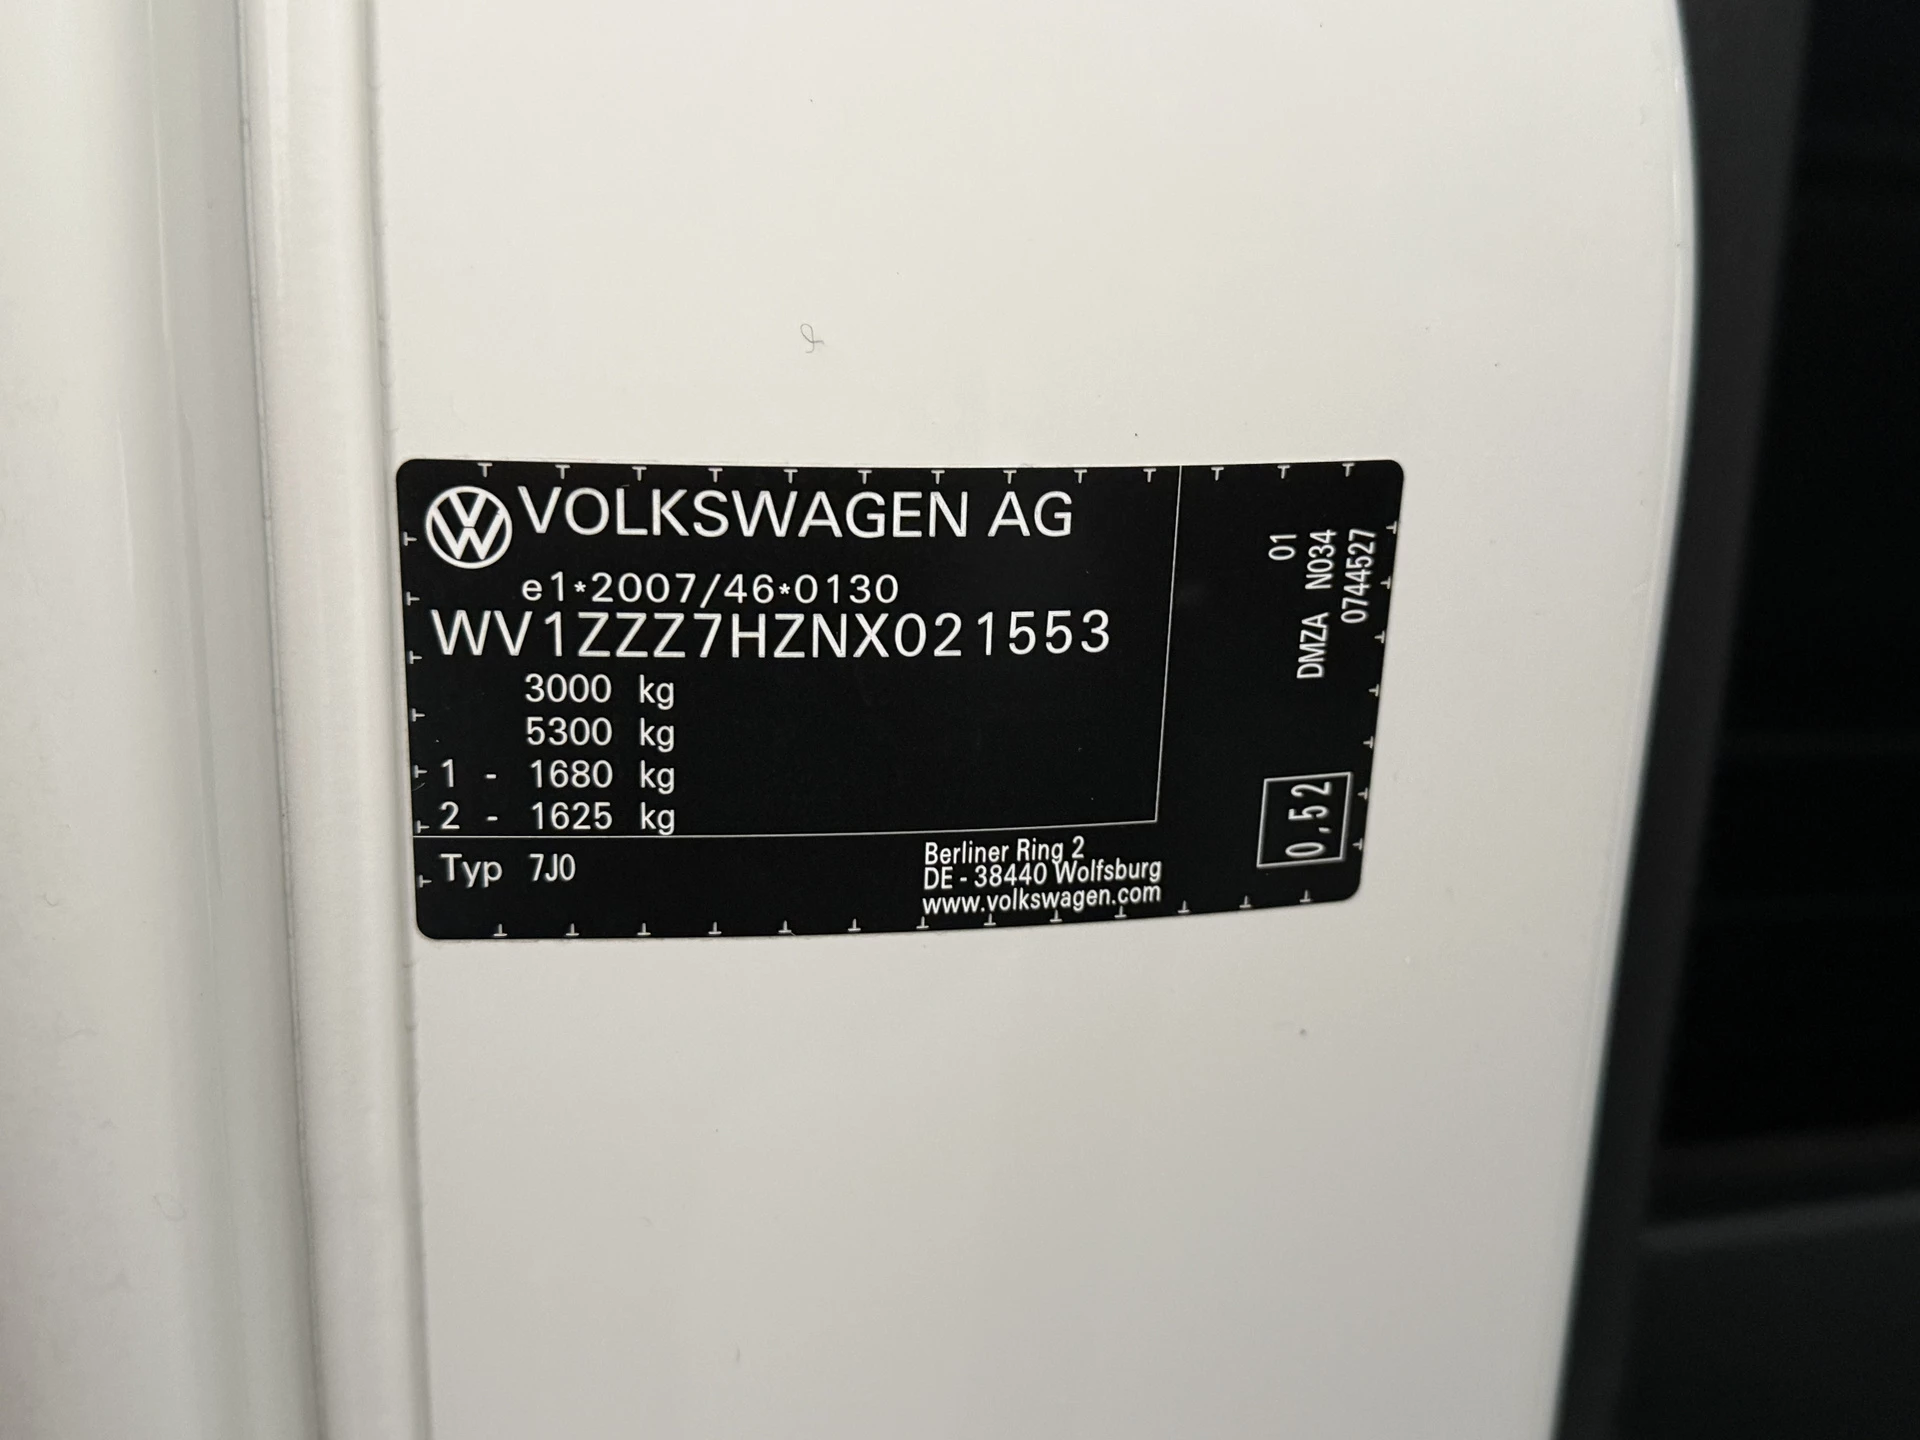 VOLKSWAGEN AG
e1*2007/46*0130
WV1ZZZ7HZNX021553
3000 kg
5300 kg
1 - 1680 kg
2 - 1625 kg
Typ 7J0
Berliner Ring 2
DE - 38440 Wolfsburg
www.volkswagen.com
01
DMZA N034
0744527
0,52